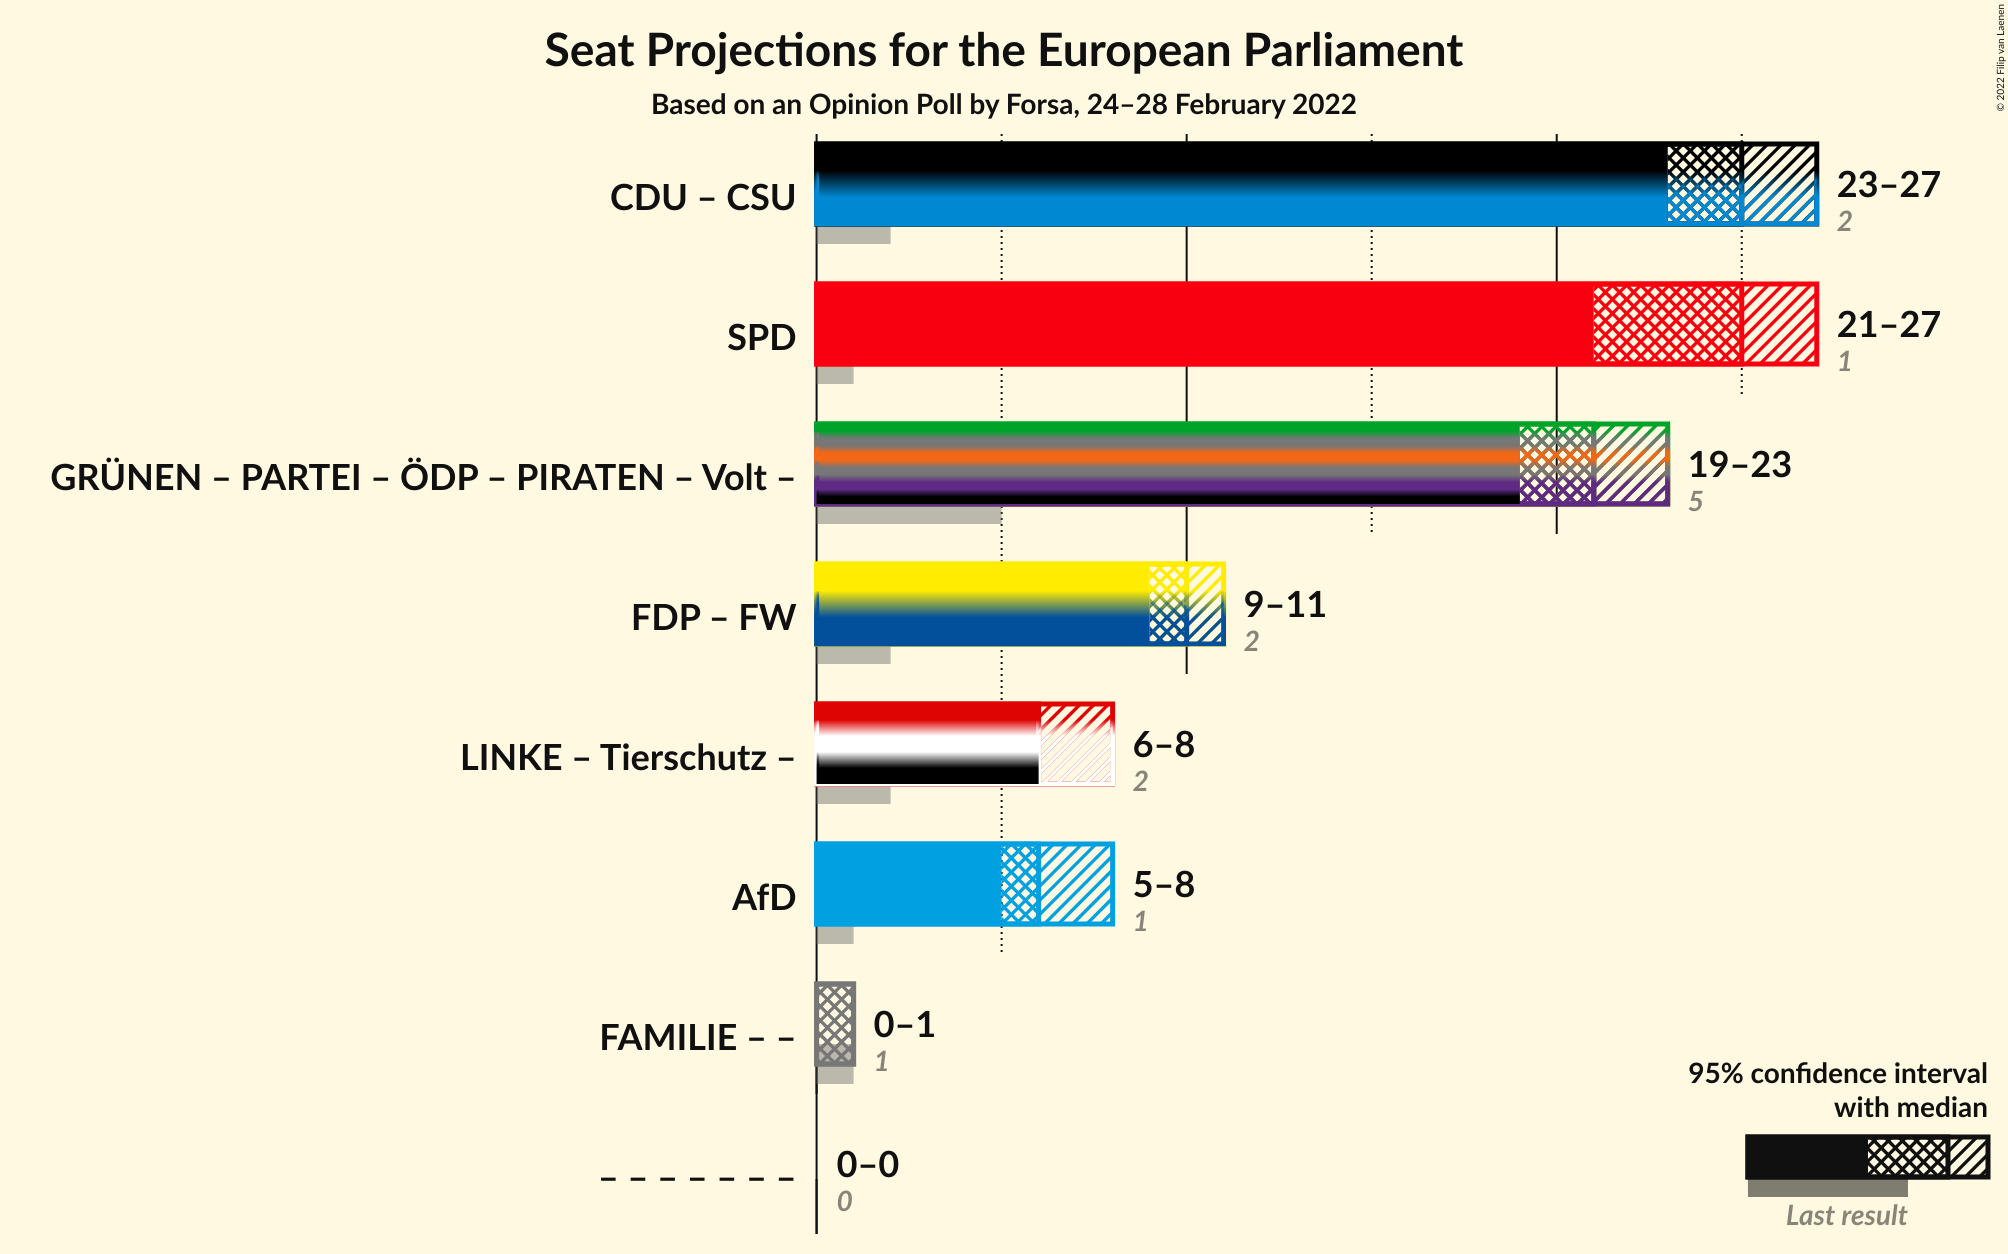 Seat Projections for the European Parliament
Based on an Opinion Poll by Forsa, 24–28 February 2022
© 2022 Filip van Laenen
CDU – CSU
23–27
2
SPD
21–27
1
GRÜNEN – PARTEI – ÖDP – PIRATEN – Volt –
19–23
5
FDP – FW
9–11
2
LINKE – Tierschutz –
6–8
2
AfD
5–8
1
FAMILIE – –
0–1
1
– – – – – – –
0–0
0
95% confidence interval
with median
Last result